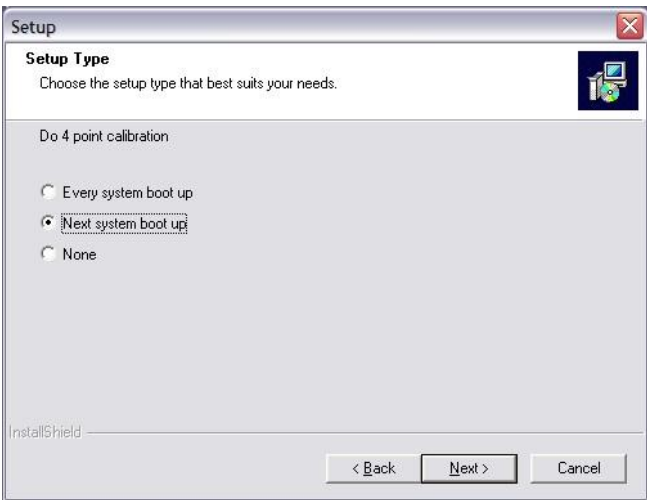 Setup
Setup Type
Choose the setup type that best suits your needs.
Do 4 point calibration
Every system boot up
Next system boot up
None
InstallShield
< Back
Next >
Cancel